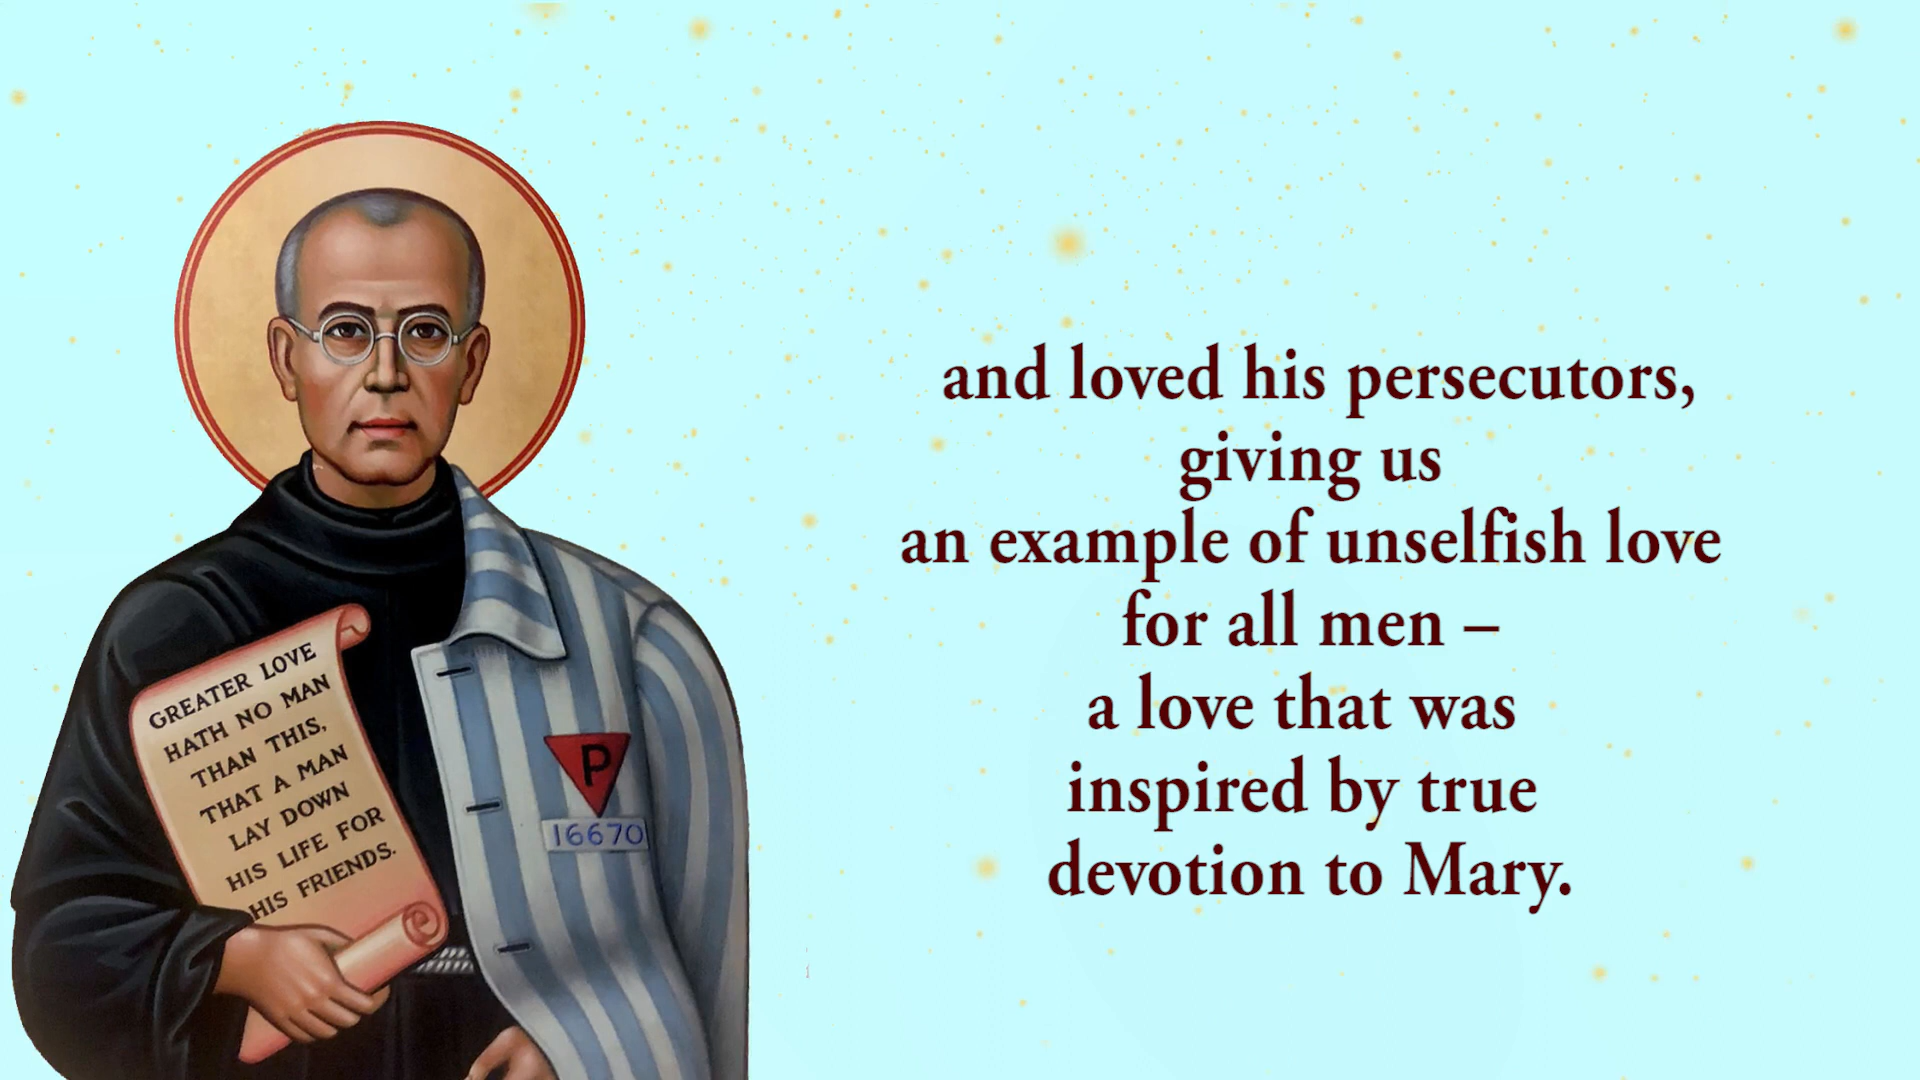 and loved his persecutors,
giving us
an example of unselfish love
for all men –
a love that was
inspired by true
devotion to Mary.
GREATER LOVE
HATH NO MAN
THAN THIS,
THAT A MAN
LAY DOWN
HIS LIFE FOR
HIS FRIENDS.
P
16670